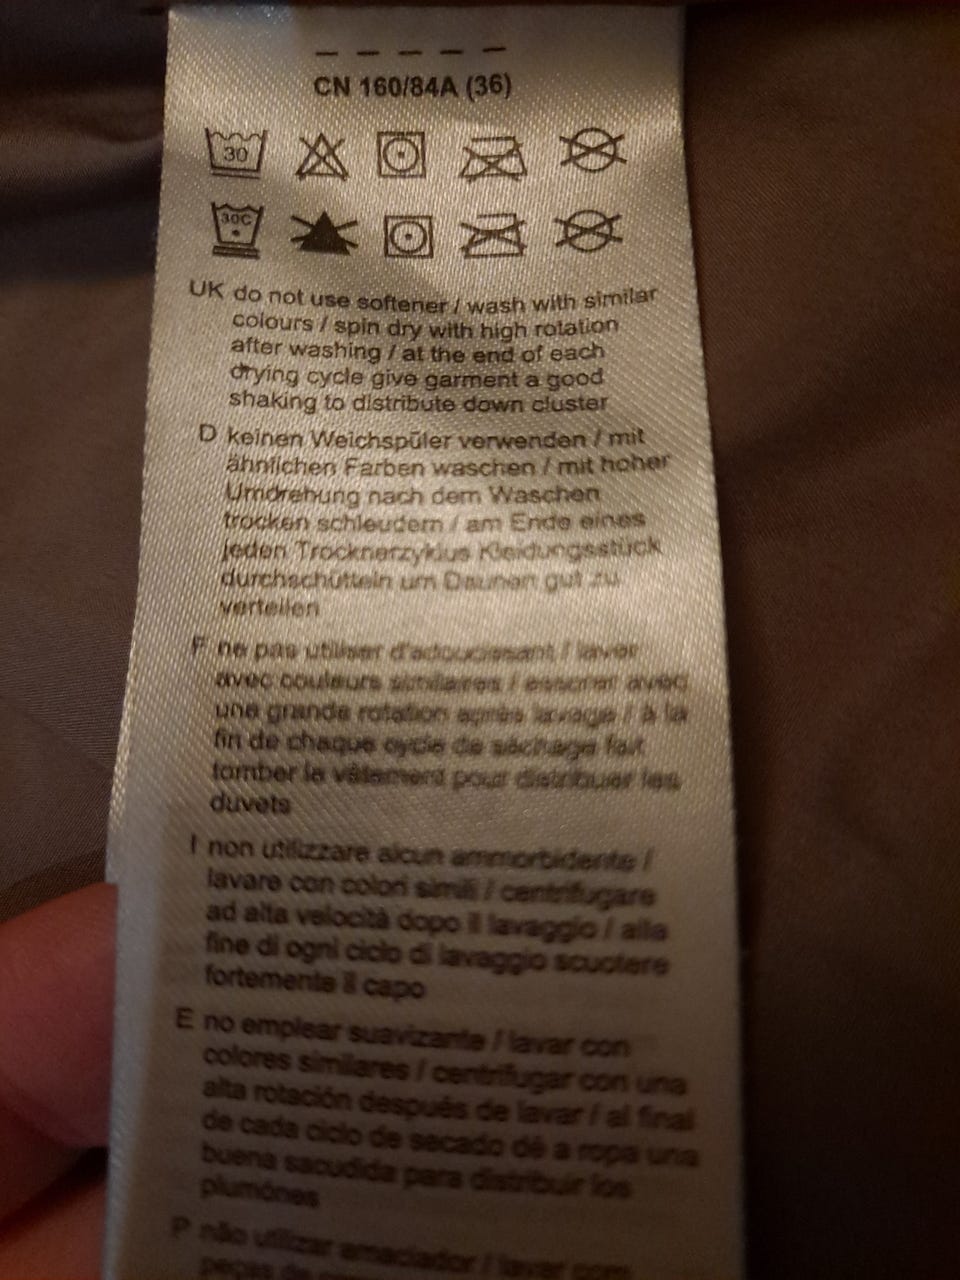 CN 160/84A (36)
30
30C
UK do not use softener / wash with similar
colours / spin dry with high rotation
after washing / at the end of each
drying cycle give garment a good
shaking to distribute down cluster
D keinen Weichspüler verwenden / mit
ähnlichen Farben waschen / mit hoher
Umdrehung nach dem Waschen
trocken schleudern / am Ende eines
jeden Trocknerzyklus Kleidungsstück
durchschütteln um Daunen gut zu
verteilen
F ne pas utiliser d'adoucissant / laver
avec couleurs similaires / essorer avec
une grande rotation après lavage / à la
fin de chaque cycle de séchage fait
tomber le vêtement pour distribuer les
duvets
I non utilizzare alcun ammorbidente /
lavare con colori simili / centrifugare
ad alta velocità dopo il lavaggio / alla
fine di ogni ciclo di lavaggio scuotere
fortemente il capo
E no emplear suavizante / lavar con
colores similares / centrifugar con una
alta rotación después de lavar / al final
de cada ciclo de secado dé a ropa una
buena sacudida para distribuir los
plumónes
P não utilizar amaciador / lavar com
peças de